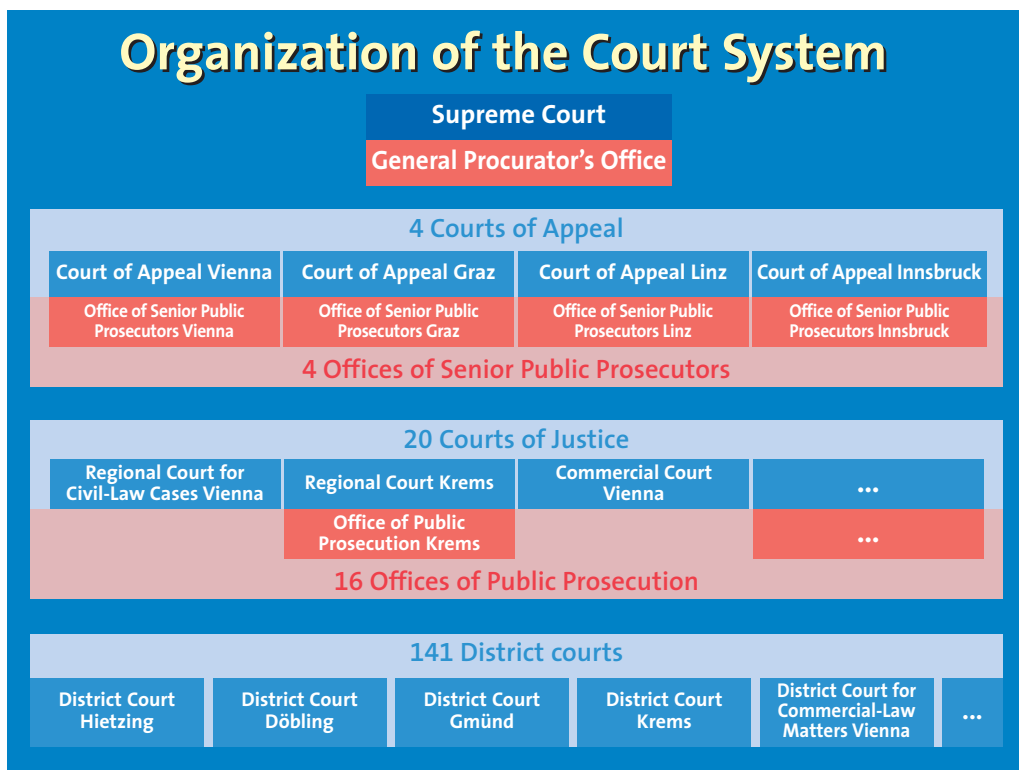 Organization of the Court System
Supreme Court
General Procurator's Office
4 Courts of Appeal
Court of Appeal Vienna
Court of Appeal Graz
Court of Appeal Linz
Court of Appeal Innsbruck
Office of Senior Public
Prosecutors Vienna
Office of Senior Public
Prosecutors Graz
Office of Senior Public
Prosecutors Linz
Office of Senior Public
Prosecutors Innsbruck
4 Offices of Senior Public Prosecutors
20 Courts of Justice
Regional Court for
Civil-Law Cases Vienna
Regional Court Krems
Commercial Court
Vienna
...
Office of Public
Prosecution Krems
...
16 Offices of Public Prosecution
141 District courts
District Court
Hietzing
District Court
Döbling
District Court
Gmünd
District Court
Krems
District Court for
Commercial-Law
Matters Vienna
...